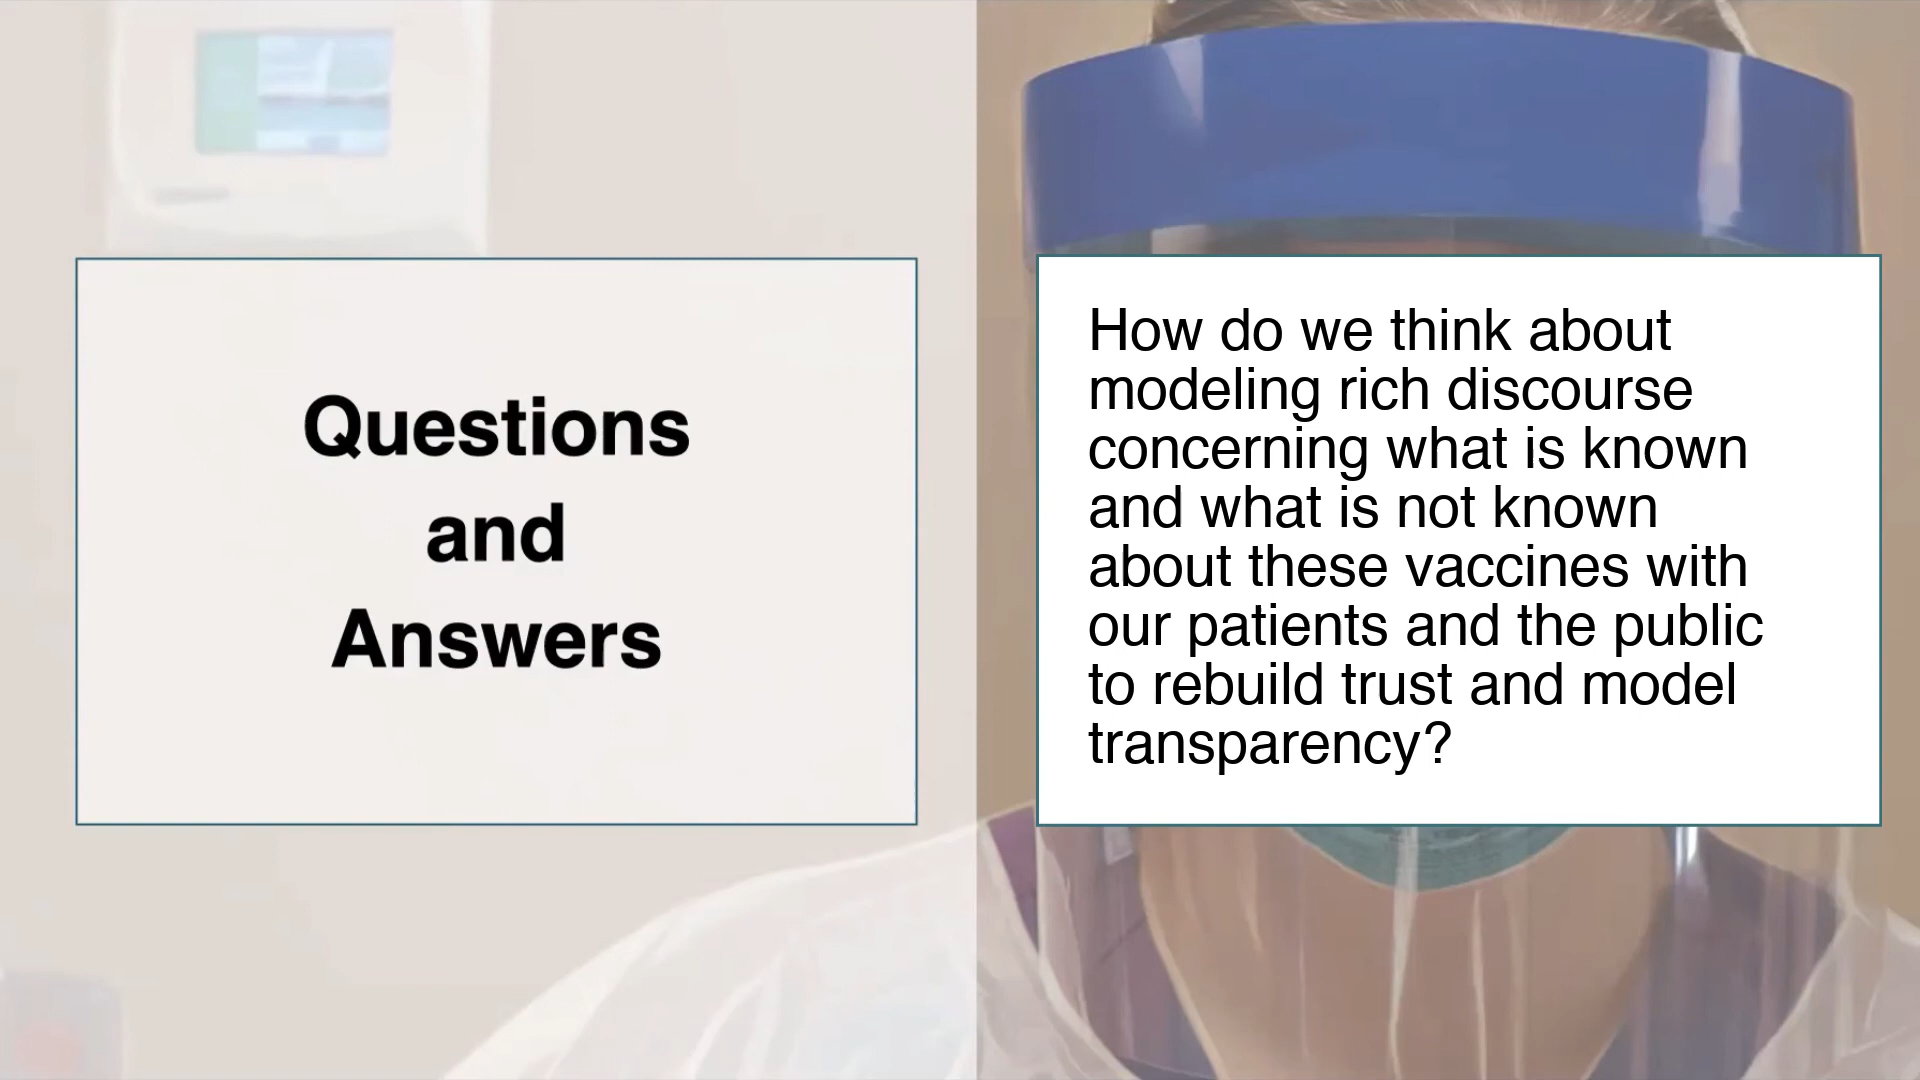 Questions
and
Answers
How do we think about
modeling rich discourse
concerning what is known
and what is not known
about these vaccines with
our patients and the public
to rebuild trust and model
transparency?